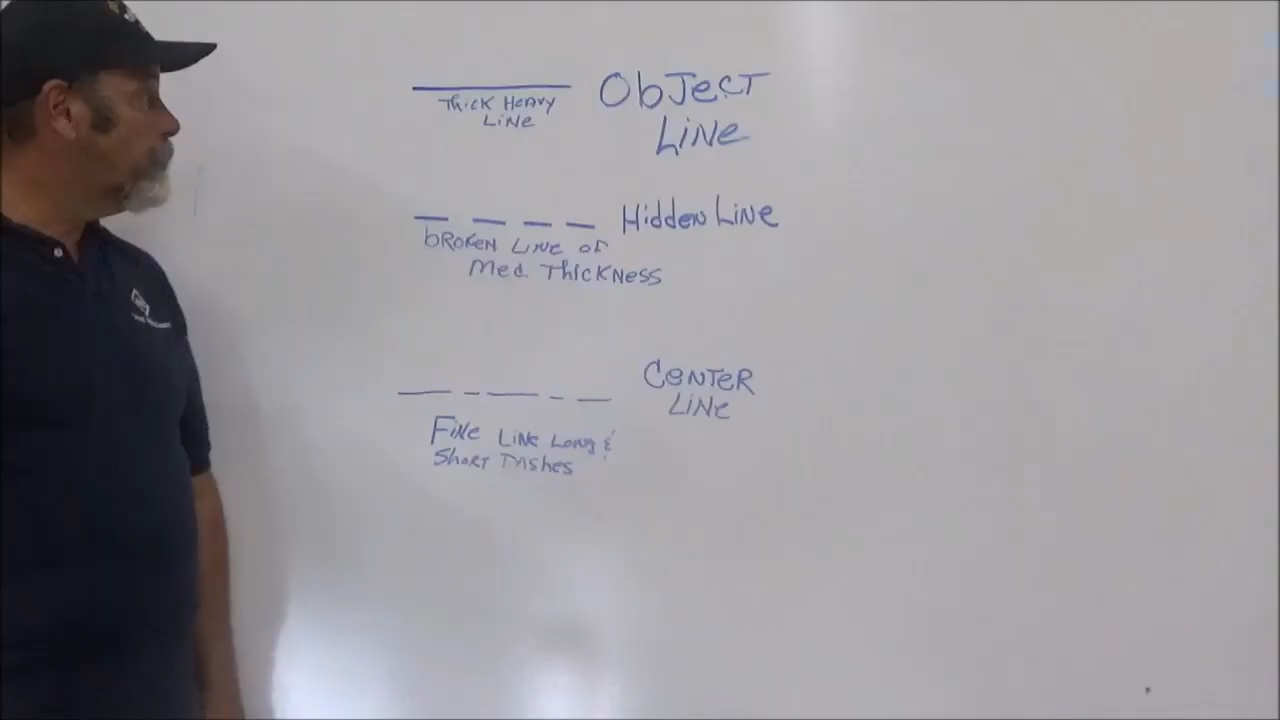 Object
Line
Thick Heavy
Line
Hidden Line
broken Line of
Med. Thickness
Center
Line
Fine Line Long &
Short Dashes